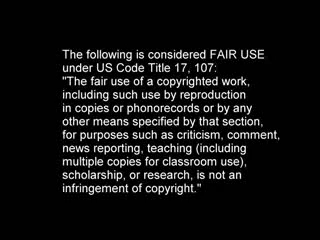 The following is considered FAIR USE
under US Code Title 17, 107:
"The fair use of a copyrighted work,
including such use by reproduction
in copies or phonorecords or by any
other means specified by that section,
for purposes such as criticism, comment,
news reporting, teaching (including
multiple copies for classroom use),
scholarship, or research, is not an
infringement of copyright."